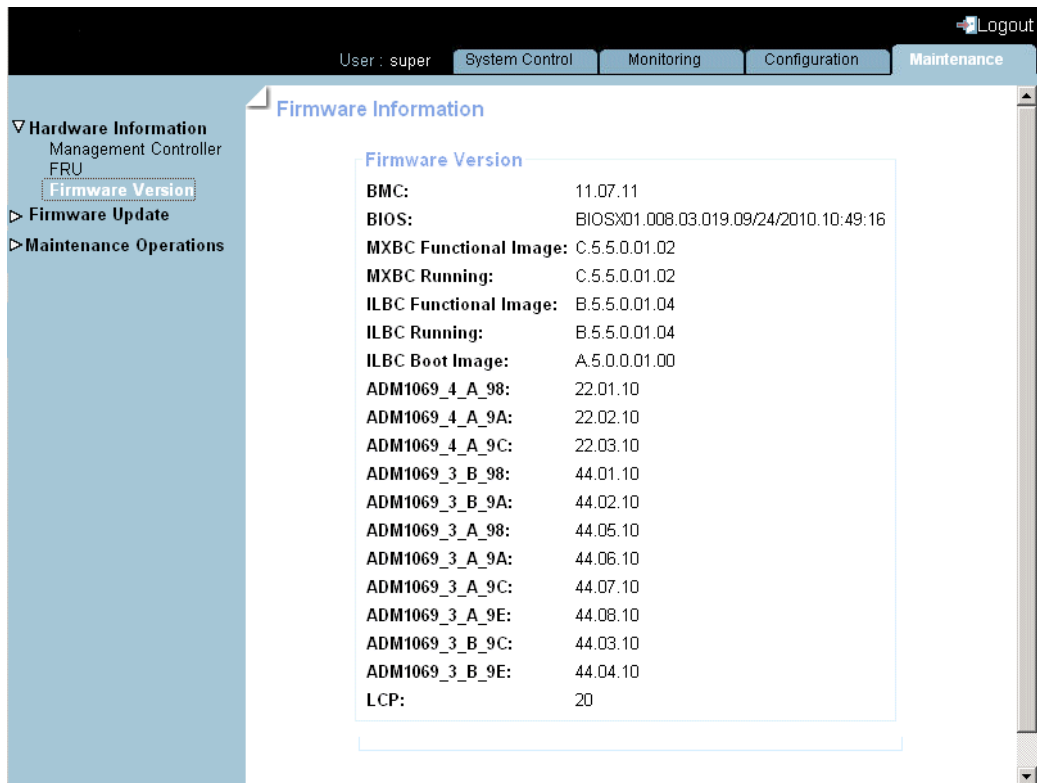 Logout
User : super
System Control
Monitoring
Configuration
Maintenance
Hardware Information
Management Controller
FRU
Firmware Version
Firmware Update
Maintenance Operations
Firmware Information
Firmware Version
BMC: 11.07.11
BIOS: BIOSX01.008.03.019.09/24/2010.10:49:16
MXBC Functional Image: C.5.5.0.01.02
MXBC Running: C.5.5.0.01.02
ILBC Functional Image: B.5.5.0.01.04
ILBC Running: B.5.5.0.01.04
ILBC Boot Image: A.5.0.0.01.00
ADM1069_4_A_98: 22.01.10
ADM1069_4_A_9A: 22.02.10
ADM1069_4_A_9C: 22.03.10
ADM1069_3_B_98: 44.01.10
ADM1069_3_B_9A: 44.02.10
ADM1069_3_A_98: 44.05.10
ADM1069_3_A_9A: 44.06.10
ADM1069_3_A_9C: 44.07.10
ADM1069_3_A_9E: 44.08.10
ADM1069_3_B_9C: 44.03.10
ADM1069_3_B_9E: 44.04.10
LCP: 20